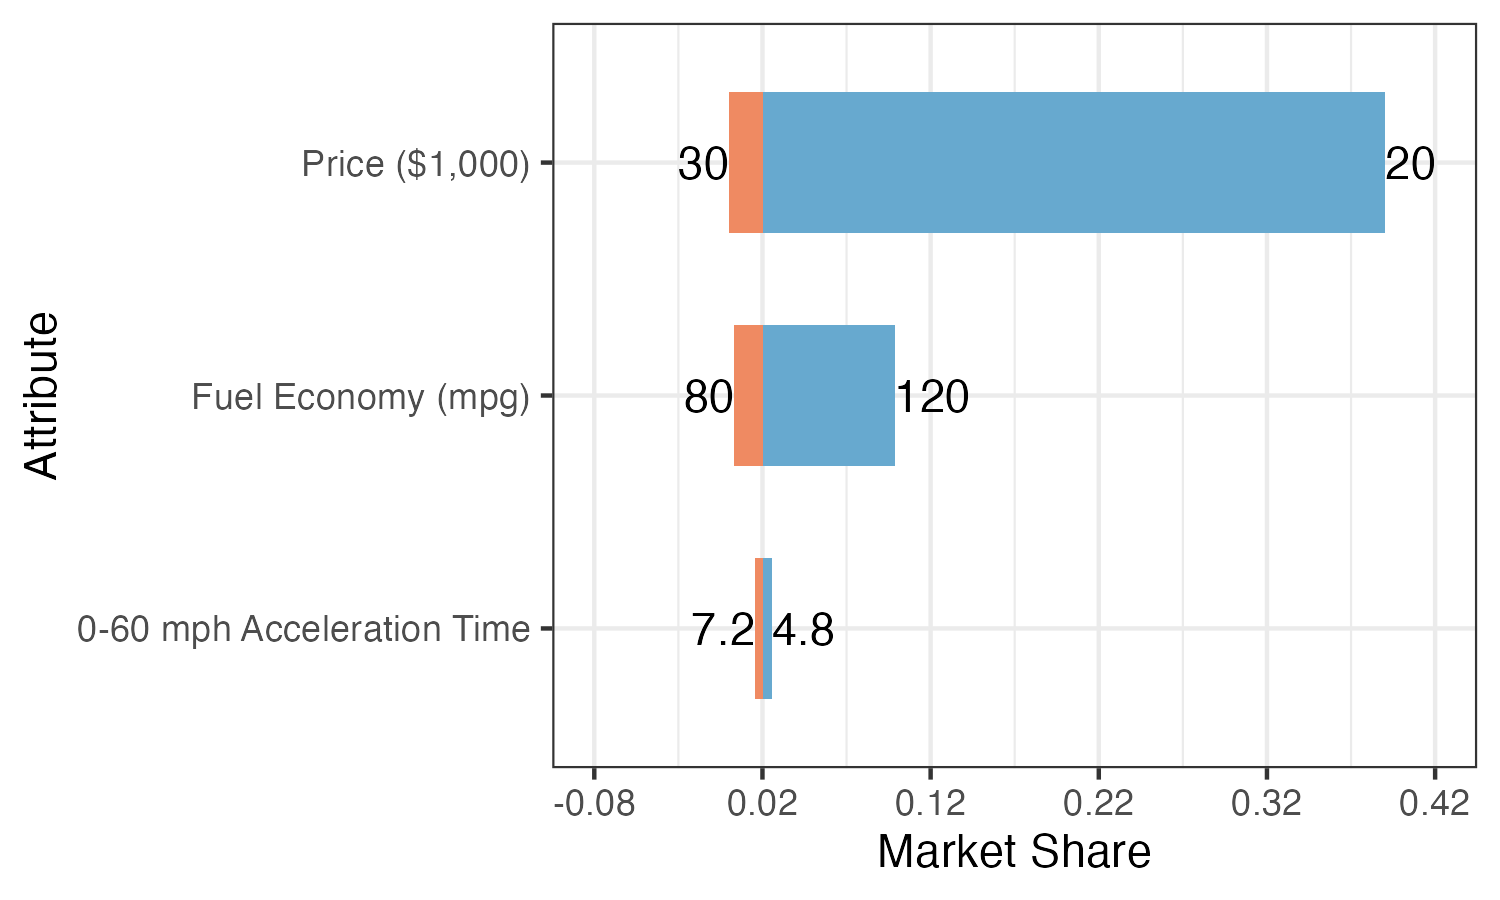 Price ($1,000)
30
20
Fuel Economy (mpg)
80
120
0-60 mph Acceleration Time
7.2
4.8
Attribute
-0.08
0.02
0.12
0.22
0.32
0.42
Market Share